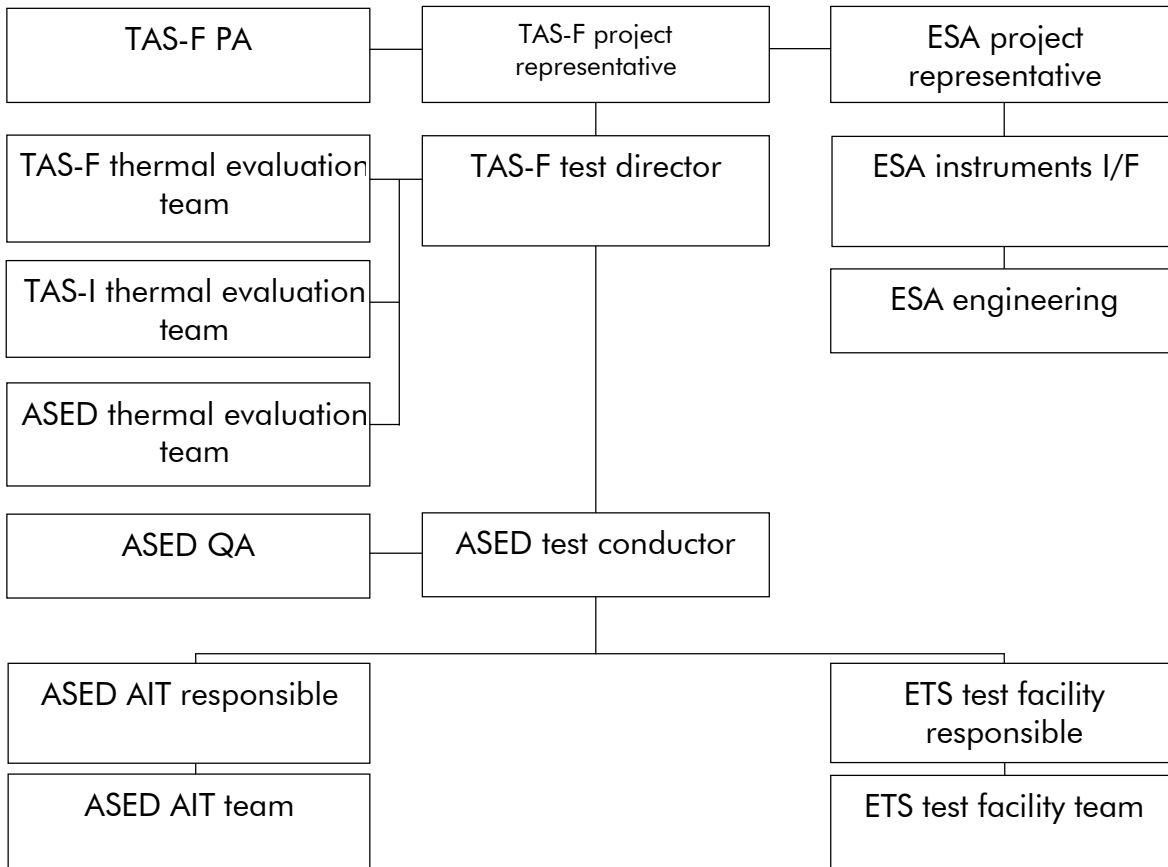 TAS-F PA
TAS-F project
representative
ESA project
representative
TAS-F thermal evaluation
team
TAS-F test director
ESA instruments I/F
TAS-I thermal evaluation
team
ESA engineering
ASED thermal evaluation
team
ASED QA
ASED test conductor
ASED AIT responsible
ETS test facility
responsible
ASED AIT team
ETS test facility team